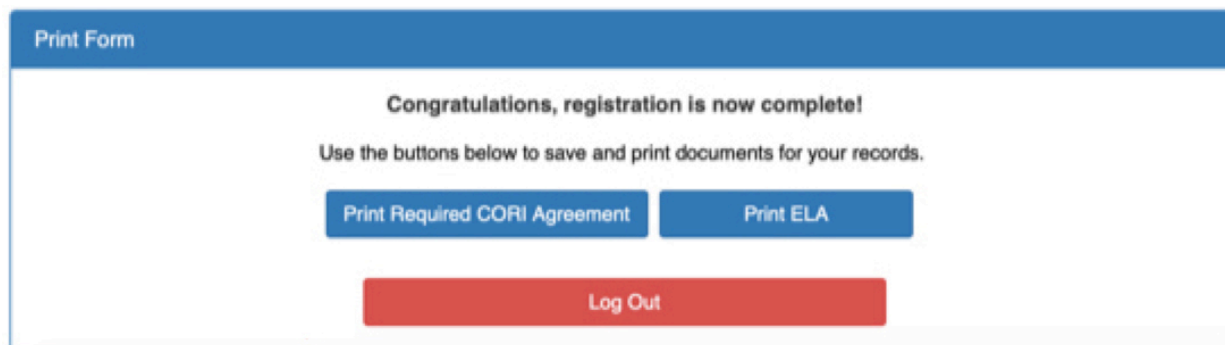 Print Form
Congratulations, registration is now complete!
Use the buttons below to save and print documents for your records.
Print Required CORI Agreement
Print ELA
Log Out